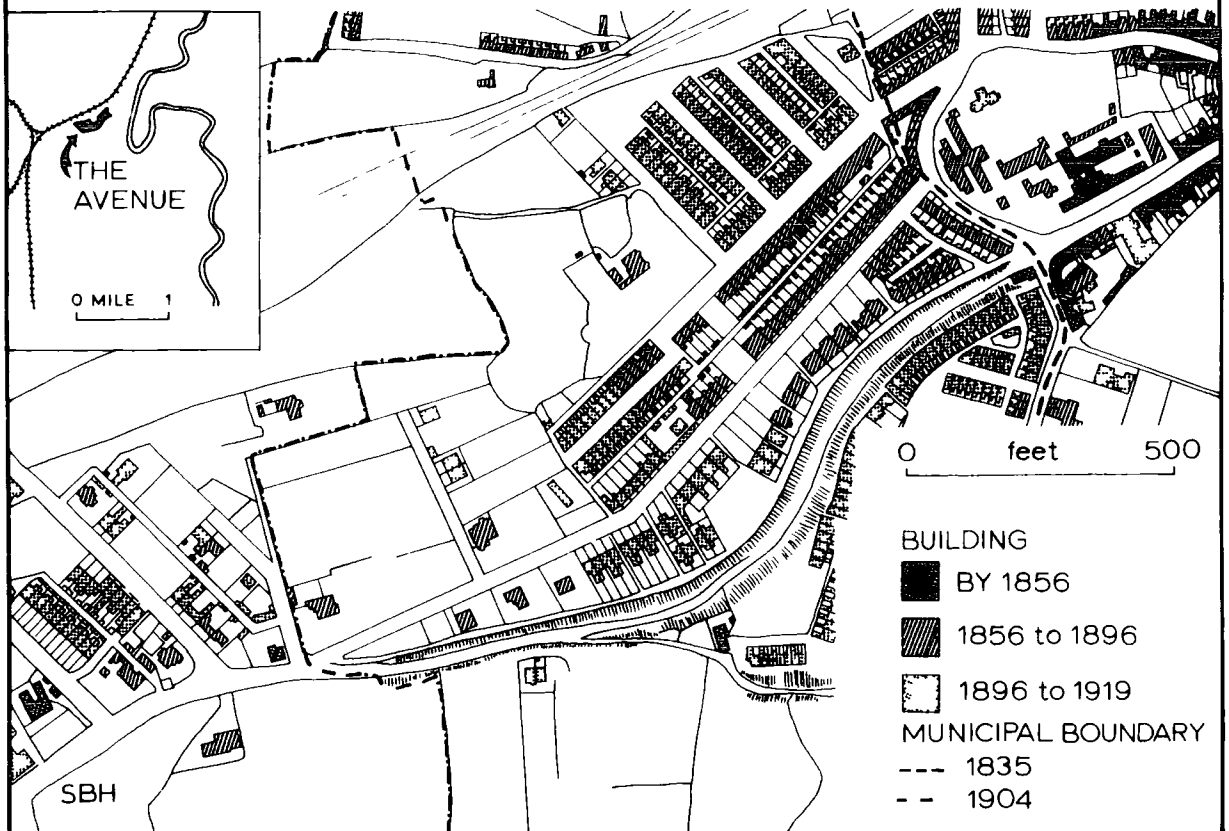 THE
AVENUE
0 MILE 1
0 feet 500
BUILDING
BY 1856
1856 to 1896
1896 to 1919
MUNICIPAL BOUNDARY
1835
1904
SBH